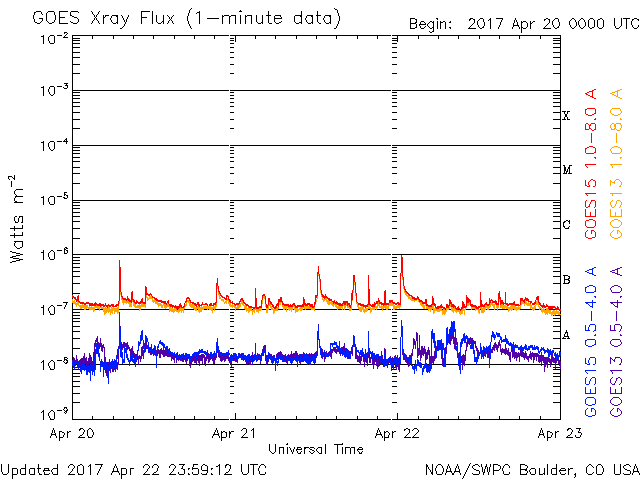 GOES Xray Flux (1-minute data)
Begin: 2017 Apr 20 0000 UTC
10⁻²
10⁻³
10⁻⁴
10⁻⁵
10⁻⁶
10⁻⁷
10⁻⁸
10⁻⁹
Watts m⁻²
X
M
C
B
A
GOES15 1.0-8.0 A
GOES13 1.0-8.0 A
GOES15 0.5-4.0 A
GOES13 0.5-4.0 A
Apr 20 Apr 21 Apr 22 Apr 23
Universal Time
Updated 2017 Apr 22 23:59:12 UTC
NOAA/SWPC Boulder, CO USA